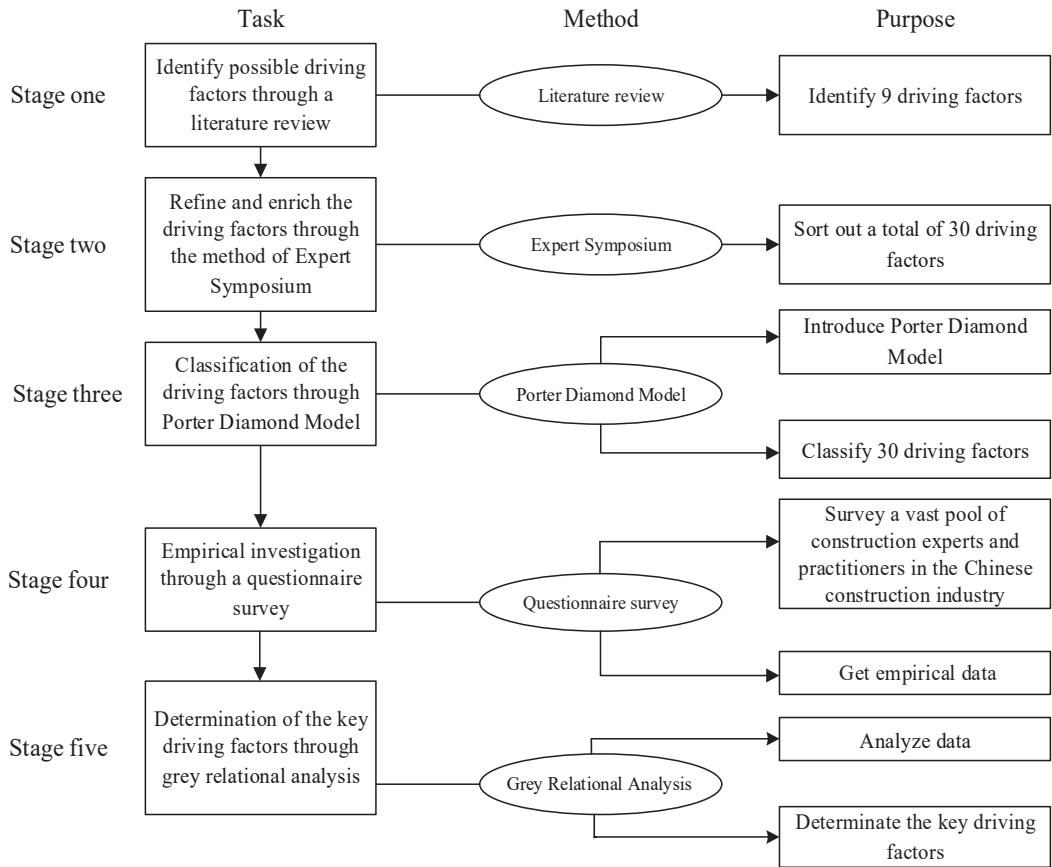 Task
Method
Purpose
Stage one
Identify possible driving
factors through a
literature review
Literature review
Identify 9 driving factors
Stage two
Refine and enrich the
driving factors through
the method of Expert
Symposium
Expert Symposium
Sort out a total of 30 driving
factors
Stage three
Classification of the
driving factors through
Porter Diamond Model
Porter Diamond Model
Introduce Porter Diamond
Model
Classify 30 driving factors
Stage four
Empirical investigation
through a questionnaire
survey
Questionnaire survey
Survey a vast pool of
construction experts and
practitioners in the Chinese
construction industry
Get empirical data
Stage five
Determination of the key
driving factors through
grey relational analysis
Grey Relational Analysis
Analyze data
Determinate the key driving
factors